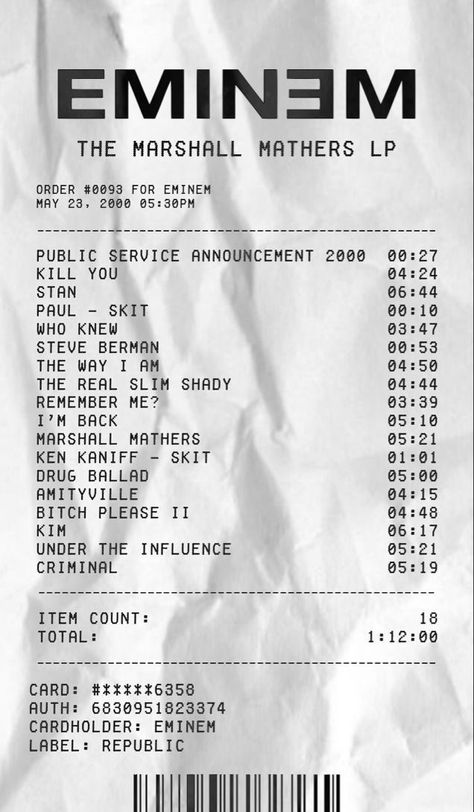 EMINEM
THE MARSHALL MATHERS LP
ORDER #0093 FOR EMINEM
MAY 23, 2000 05:30PM
PUBLIC SERVICE ANNOUNCEMENT 2000 00:27
KILL YOU 04:24
STAN 06:44
PAUL - SKIT 00:10
WHO KNEW 03:47
STEVE BERMAN 00:53
THE WAY I AM 04:50
THE REAL SLIM SHADY 04:44
REMEMBER ME? 03:39
I'M BACK 05:10
MARSHALL MATHERS 05:21
KEN KANIFF - SKIT 01:01
DRUG BALLAD 05:00
AMITYVILLE 04:15
BITCH PLEASE II 04:48
KIM 06:17
UNDER THE INFLUENCE 05:21
CRIMINAL 05:19
ITEM COUNT: 18
TOTAL: 1:12:00
CARD: #*****6358
AUTH: 6830951823374
CARDHOLDER: EMINEM
LABEL: REPUBLIC